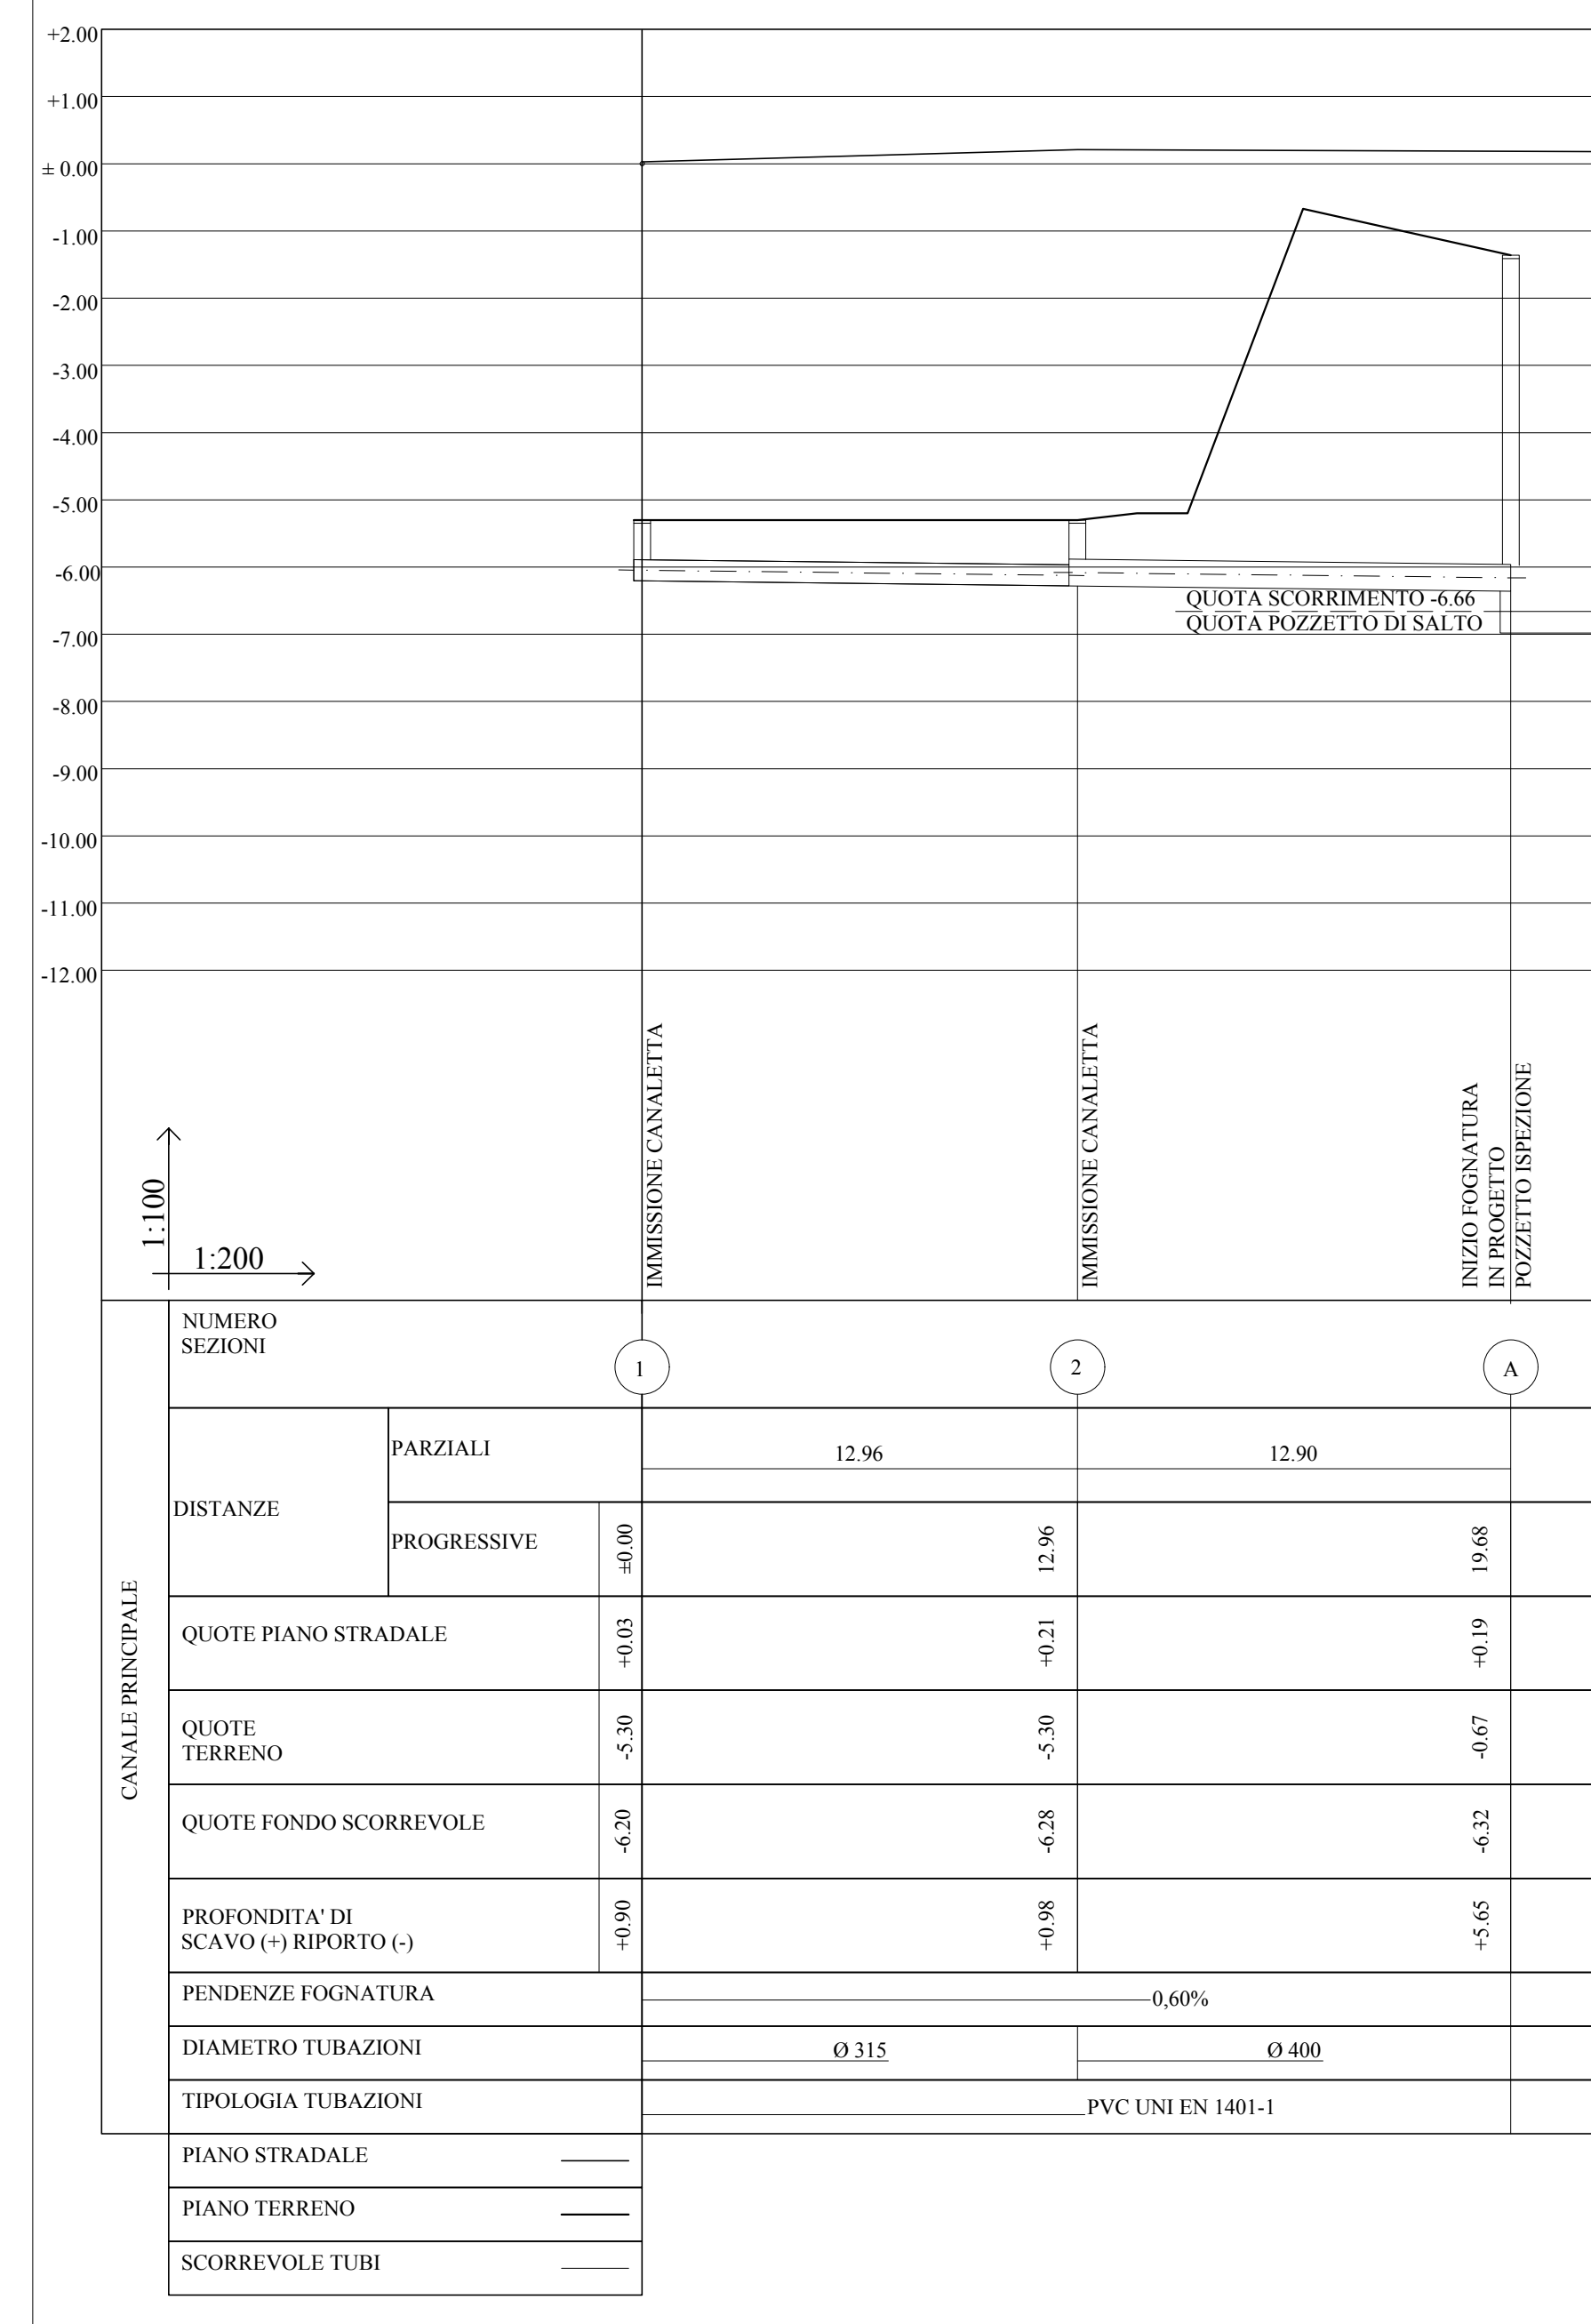 +2.00
+1.00
± 0.00
-1.00
-2.00
-3.00
-4.00
-5.00
-6.00
QUOTA SCORRIMENTO -6.66
QUOTA POZZETTO DI SALTO
-7.00
-8.00
-9.00
-10.00
-11.00
-12.00
IMMISSIONE CANALETTA
IMMISSIONE CANALETTA
INIZIO FOGNATURA
IN PROGETTO
POZZETTO ISPEZIONE
1:100
1:200
CANALE PRINCIPALE
NUMERO
SEZIONI
1
2
A
DISTANZE
PARZIALI
12.96
12.90
PROGRESSIVE
±0.00
12.96
19.68
QUOTE PIANO STRADALE
+0.03
+0.21
+0.19
QUOTE
TERRENO
-5.30
-5.30
-0.67
QUOTE FONDO SCORREVOLE
-6.20
-6.28
-6.32
PROFONDITA' DI
SCAVO (+) RIPORTO (-)
+0.90
+0.98
+5.65
PENDENZE FOGNATURA
0,60%
DIAMETRO TUBAZIONI
Ø 315
Ø 400
TIPOLOGIA TUBAZIONI
PVC UNI EN 1401-1
PIANO STRADALE
PIANO TERRENO
SCORREVOLE TUBI